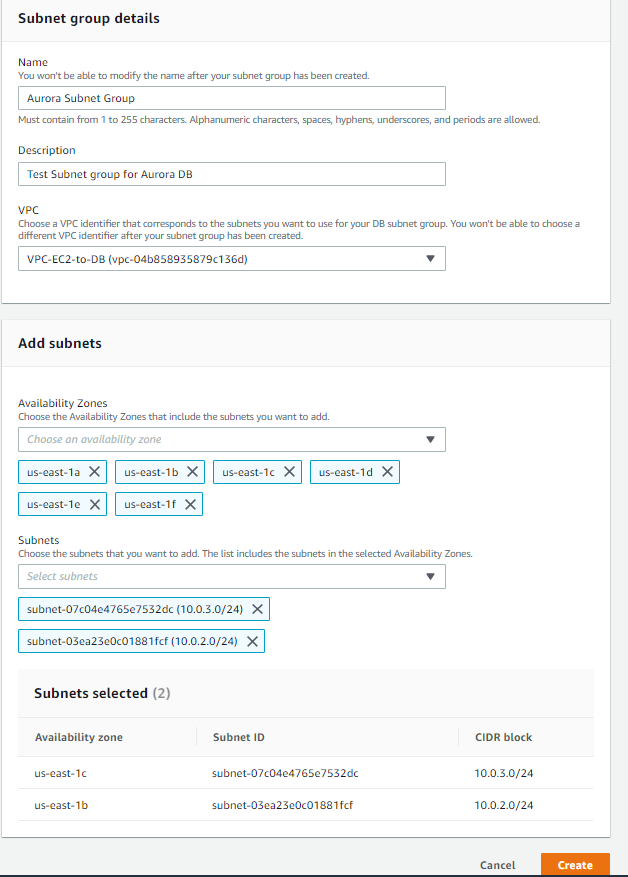 Subnet group details
Name
You won't be able to modify the name after your subnet group has been created.
Aurora Subnet Group
Must contain from 1 to 255 characters. Alphanumeric characters, spaces, hyphens, underscores, and periods are allowed.
Description
Test Subnet group for Aurora DB
VPC
Choose a VPC identifier that corresponds to the subnets you want to use for your DB subnet group. You won't be able to choose a
different VPC identifier after your subnet group has been created.
VPC-EC2-to-DB (vpc-04b858935879c136d)
Add subnets
Availability Zones
Choose the Availability Zones that include the subnets you want to add.
Choose an availability zone
us-east-1a us-east-1b us-east-1c us-east-1d
us-east-1e us-east-1f
Subnets
Choose the subnets that you want to add. The list includes the subnets in the selected Availability Zones.
Select subnets
subnet-07c04e4765e7532dc (10.0.3.0/24)
subnet-03ea23e0c01881fcf (10.0.2.0/24)
Subnets selected (2)
Availability zone Subnet ID CIDR block
us-east-1c subnet-07c04e4765e7532dc 10.0.3.0/24
us-east-1b subnet-03ea23e0c01881fcf 10.0.2.0/24
Cancel Create